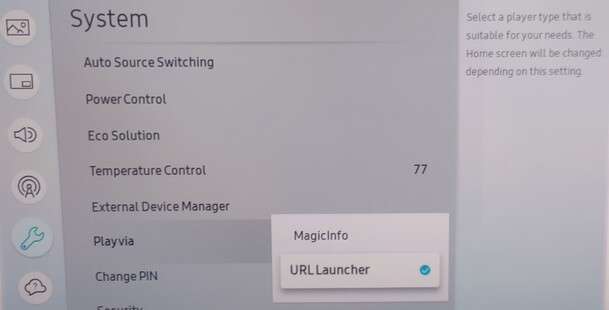 System
Select a player type that is
suitable for your needs. The
Home screen will be changed
depending on this setting.
Auto Source Switching
Power Control
Eco Solution
Temperature Control 77
External Device Manager
Playvia
MagicInfo
URL Launcher
Change PIN
Security